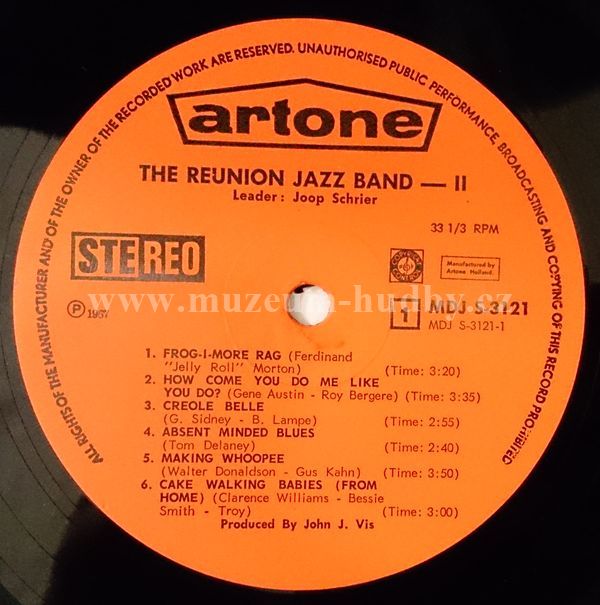 ALL RIGHTS OF THE MANUFACTURER AND OF THE OWNER OF THE RECORDED WORK ARE RESERVED. UNAUTHORISED PUBLIC PERFORMANCE, BROADCASTING AND COPYING OF THIS RECORD PROHIBITED
artone
THE REUNION JAZZ BAND — II
Leader: Joop Schrier
33 1/3 RPM
STEREO
Manufactured by
Artone Holland.
www.muzeum-hudby.cz
Ⓟ 1967
1 MDJ S-3121
MDJ S-3121-1
1. FROG-I-MORE RAG (Ferdinand
"Jelly Roll" Morton) (Time: 3:20)
2. HOW COME YOU DO ME LIKE
YOU DO? (Gene Austin - Roy Bergere) (Time: 3:35)
3. CREOLE BELLE
(G. Sidney - B. Lampe) (Time: 2:55)
4. ABSENT MINDED BLUES
(Tom Delaney) (Time: 2:40)
5. MAKING WHOOPEE
(Walter Donaldson - Gus Kahn) (Time: 3:50)
6. CAKE WALKING BABIES (FROM
HOME) (Clarence Williams - Bessie
Smith - Troy) (Time: 3:00)
Produced By John J. Vis